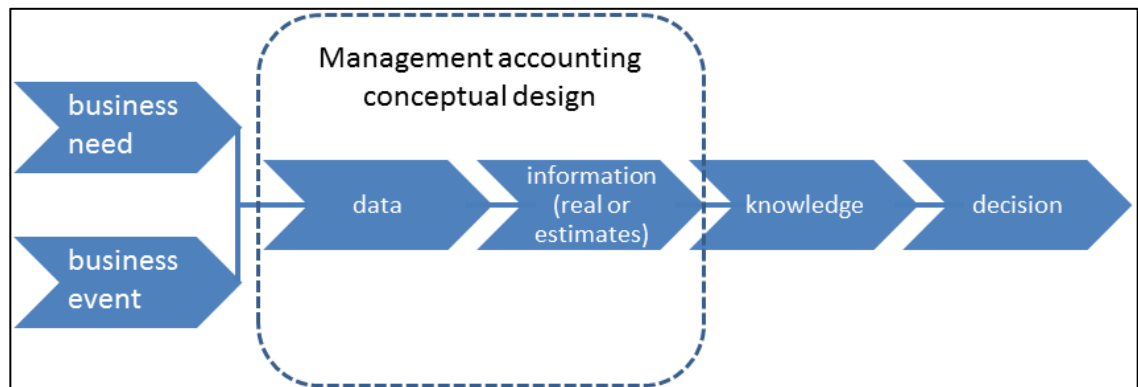 Management accounting
conceptual design
business
need
business
event
data
information
(real or
estimates)
knowledge
decision